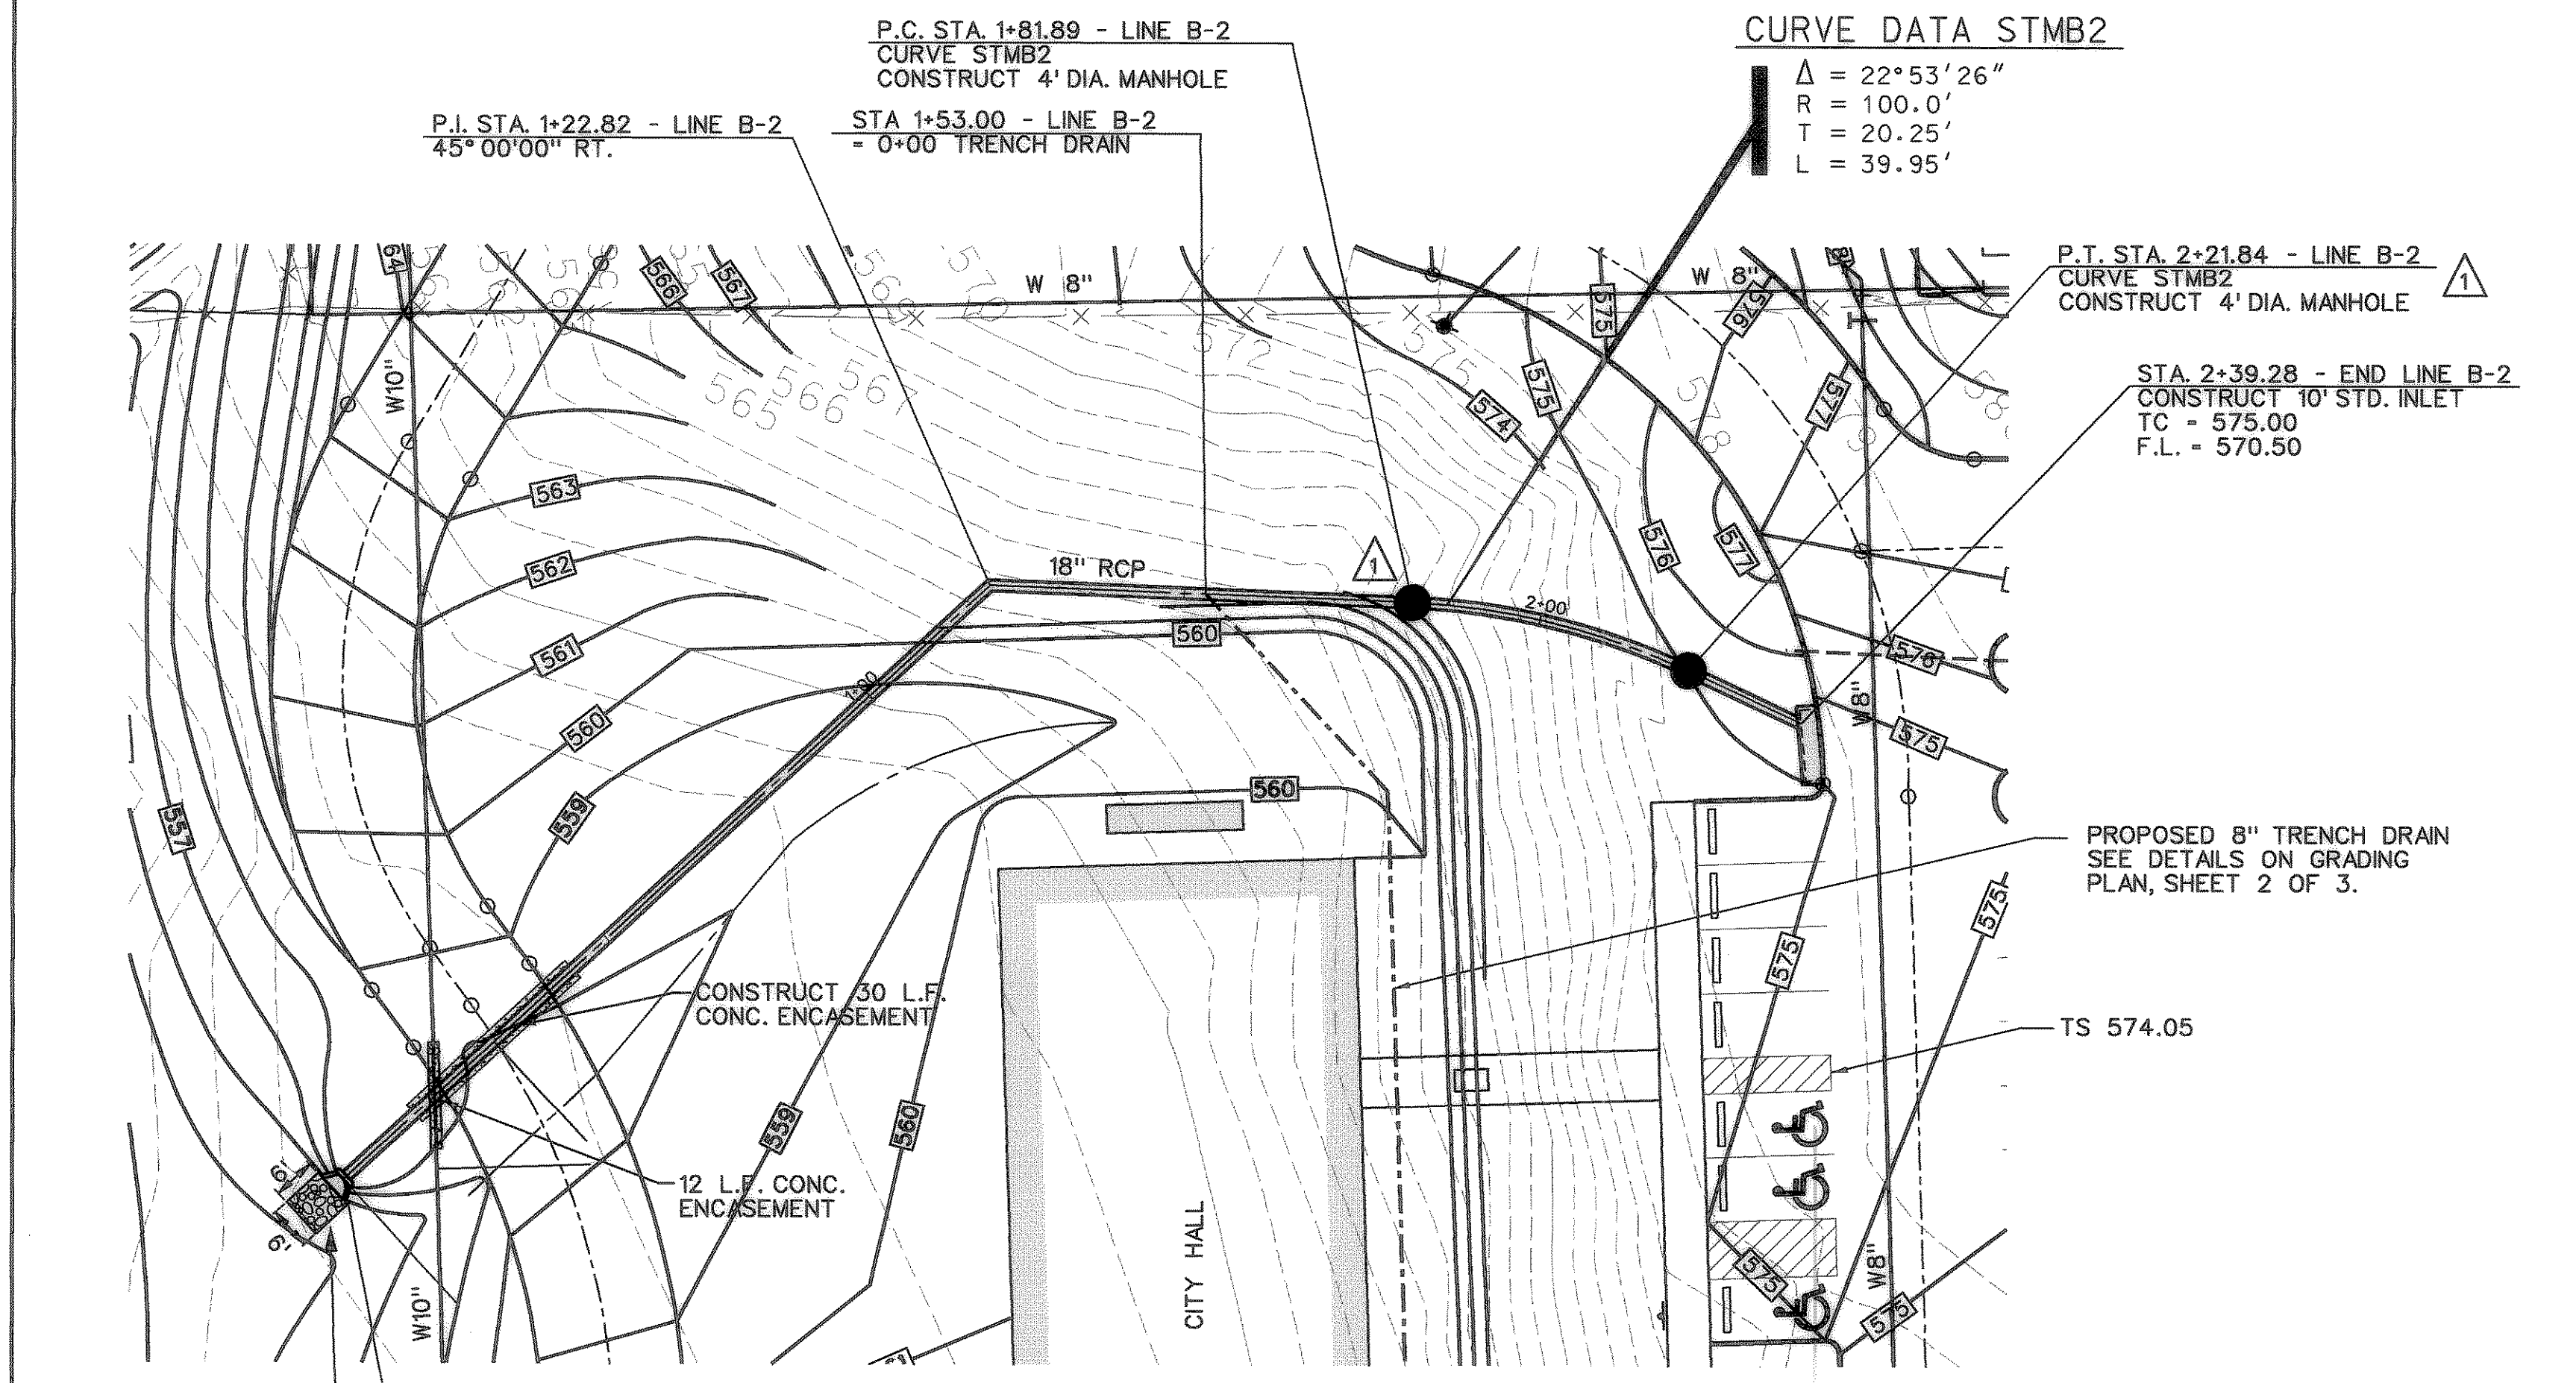 P.C. STA. 1+81.89 - LINE B-2
CURVE STMB2
CONSTRUCT 4' DIA. MANHOLE
CURVE DATA STMB2
Δ = 22°53'26"
R = 100.0'
T = 20.25'
L = 39.95'
P.I. STA. 1+22.82 - LINE B-2
45°00'00" RT.
STA 1+53.00 - LINE B-2
= 0+00 TRENCH DRAIN
P.T. STA. 2+21.84 - LINE B-2
CURVE STMB2
CONSTRUCT 4' DIA. MANHOLE
1
STA. 2+39.28 - END LINE B-2
CONSTRUCT 10' STD. INLET
TC = 575.00
F.L. = 570.50
64
566
567
W 8"
W 8"
575
576
572
575
575
574
577
578
W10"
565
566
567
563
562
561
560
559
557
18" RCP
1
2+00
576
577
560
1+00
576
W8"
575
560
PROPOSED 8" TRENCH DRAIN
SEE DETAILS ON GRADING
PLAN, SHEET 2 OF 3.
575
575
CONSTRUCT 30 L.F.
CONC. ENCASEMENT
TS 574.05
559
560
12 L.F. CONC.
ENCASEMENT
6'
6'
CITY HALL
W10"
W8"
575
575